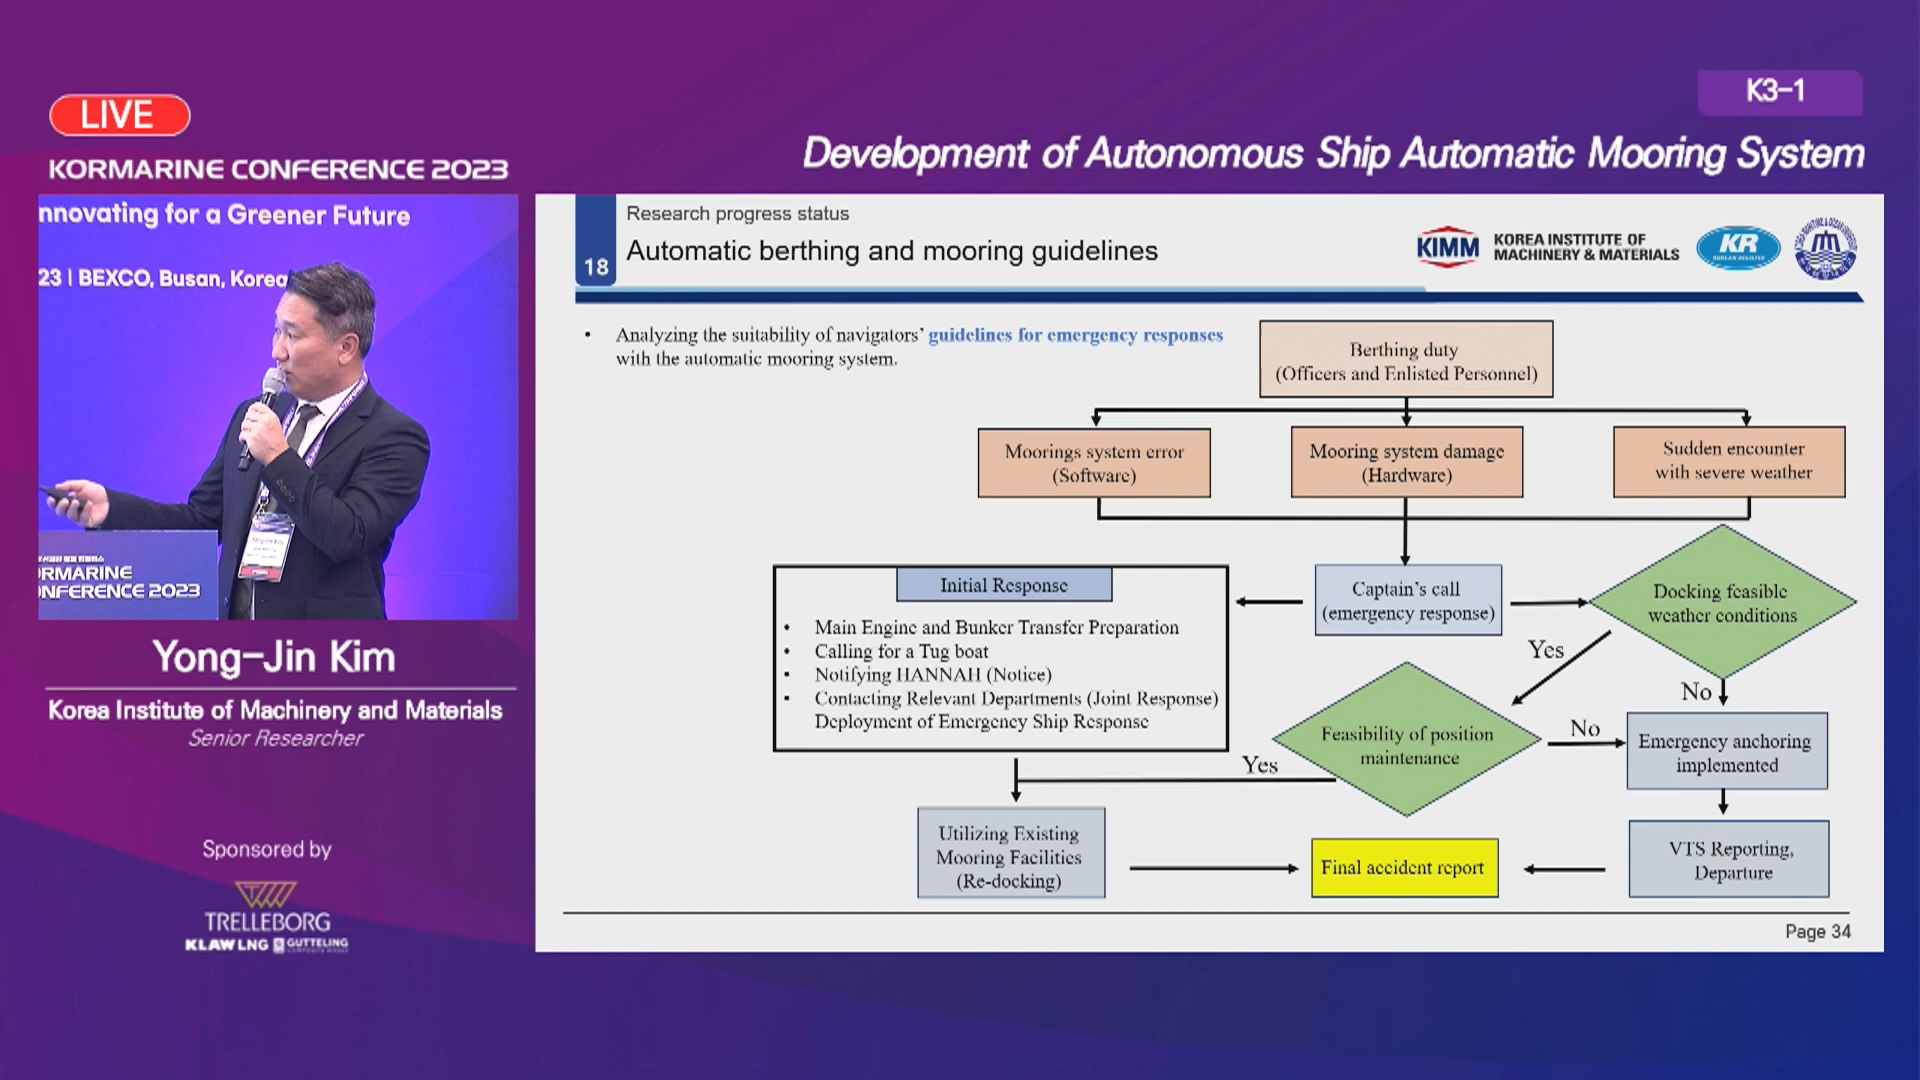 LIVE
KORMARINE CONFERENCE 2023
K3-1
Development of Autonomous Ship Automatic Mooring System
nnovating for a Greener Future
23 | BEXCO, Busan, Korea
RMARINE
NFERENCE 2023
Yong-Jin Kim
Korea Institute of Machinery and Materials
Senior Researcher
Sponsored by
TRELLEBORG
KLAW LNG GUTTELING
18
Research progress status
Automatic berthing and mooring guidelines
KIMM
KOREA INSTITUTE OF
MACHINERY & MATERIALS
KR
KOREAN REGISTER
• Analyzing the suitability of navigators’ guidelines for emergency responses
with the automatic mooring system.
Berthing duty
(Officers and Enlisted Personnel)
Moorings system error
(Software)
Mooring system damage
(Hardware)
Sudden encounter
with severe weather
Initial Response
• Main Engine and Bunker Transfer Preparation
• Calling for a Tug boat
• Notifying HANNAH (Notice)
• Contacting Relevant Departments (Joint Response)
Deployment of Emergency Ship Response
Captain’s call
(emergency response)
Docking feasible
weather conditions
Yes
No
Feasibility of position
maintenance
No
Yes
Emergency anchoring
implemented
Utilizing Existing
Mooring Facilities
(Re-docking)
Final accident report
VTS Reporting,
Departure
Page 34